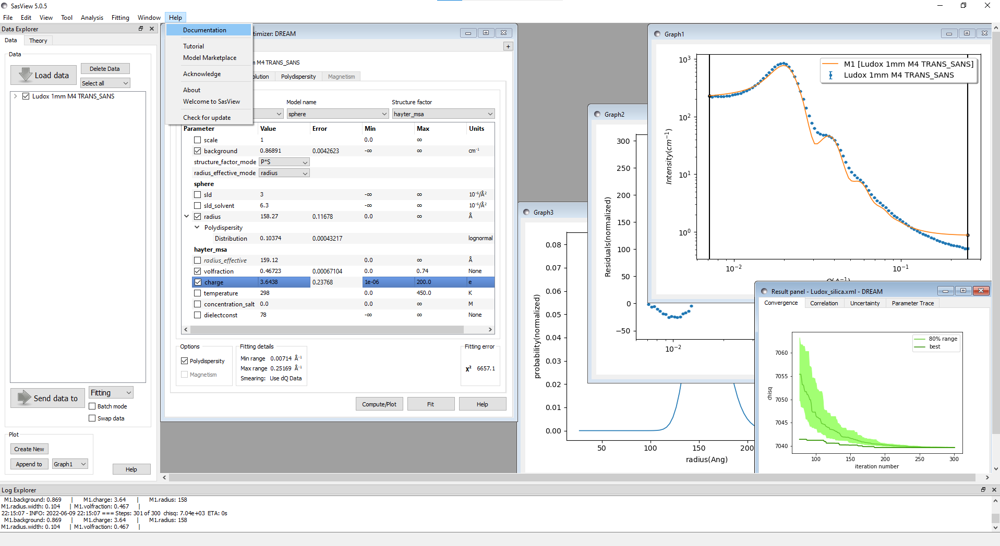 SasView 5.0.5
File Edit View Tool Analysis Fitting Window Help
Data Explorer
Data Theory
Data
Load data
Delete Data
Select all
Ludox 1mm M4 TRANS_SANS
Send data to
Fitting
Batch mode
Swap data
Plot
Create New
Append to Graph1
Help
Documentation
Tutorial
Model Marketplace
Acknowledge
About
Welcome to SasView
Check for update
timizer: DREAM
+
M4 TRANS_SANS
olution Polydispersity Magnetism
Model name Structure factor
sphere hayter_msa
Parameter Value Error Min Max Units
scale 1 0.0 ∞
background 0.86891 0.0042623 -∞ ∞ cm⁻¹
structure_factor_mode P*S
radius_effective_mode radius
sphere
sld 3 -∞ ∞ 10⁻⁶/Å²
sld_solvent 6.3 -∞ ∞ 10⁻⁶/Å²
radius 158.27 0.11678 0.0 ∞ Å
Polydispersity
Distribution 0.10374 0.00043217 lognormal
hayter_msa
radius_effective 159.12 0.0 ∞ Å
volfraction 0.46723 0.00067104 0.0 0.74 None
charge 3.6438 0.23768 1e-06 200.0 e
temperature 298 0.0 450.0 K
concentration_salt 0.0 0.0 ∞ M
dielectconst 78 -∞ ∞ None
Options
Polydispersity
Magnetism
Fitting details
Min range 0.00714 Å⁻¹
Max range 0.25169 Å⁻¹
Smearing: Use dQ Data
Fitting error
χ² 6657.1
Compute/Plot Fit Help
Graph3
0.08
0.07
0.06
0.05
0.04
0.03
0.02
0.01
0.00
probability(normalized)
50 100 150 200
radius(Ang)
Graph2
300
250
200
150
100
50
0
−50
Residuals(normalized)
10⁻²
Graph1
10³
10²
10¹
10⁰
Intensity(cm⁻¹)
M1 [Ludox 1mm M4 TRANS_SANS]
Ludox 1mm M4 TRANS_SANS
10⁻² 10⁻¹
Result panel - Ludox_silica.xml - DREAM
Convergence Correlation Uncertainty Parameter Trace
80% range
best
7060
7055
7050
7045
7040
chisq
100 150 200 250 300
iteration number
Log Explorer
M1.background: 0.869 | M1.charge: 3.64 | M1.radius: 158
M1.radius.width: 0.104 | M1.volfraction: 0.467 |
22:15:07 - INFO: 2022-06-09 22:15:07 === Steps: 301 of 300 chisq: 7.04e+03 ETA: 0s
M1.background: 0.869 | M1.charge: 3.64 | M1.radius: 158
M1.radius.width: 0.104 | M1.volfraction: 0.467 |